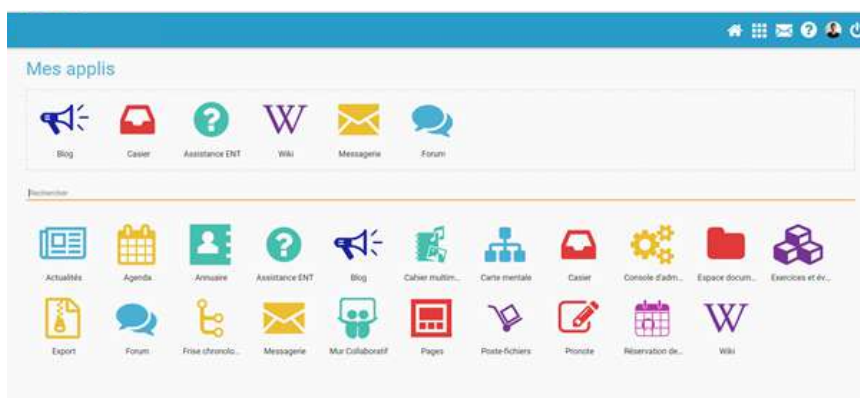 Mes applis
Blog Casier Assistance ENT Wiki Messagerie Forum
Rechercher
Actualités Agenda Annuaire Assistance ENT Blog Cahier multim... Carte mentale Casier Console d'adm... Espace docum... Exercices et év...
Export Forum Frise chronolo... Messagerie Mur Collaboratif Pages Poste-fichiers Pronote Réservation de... Wiki